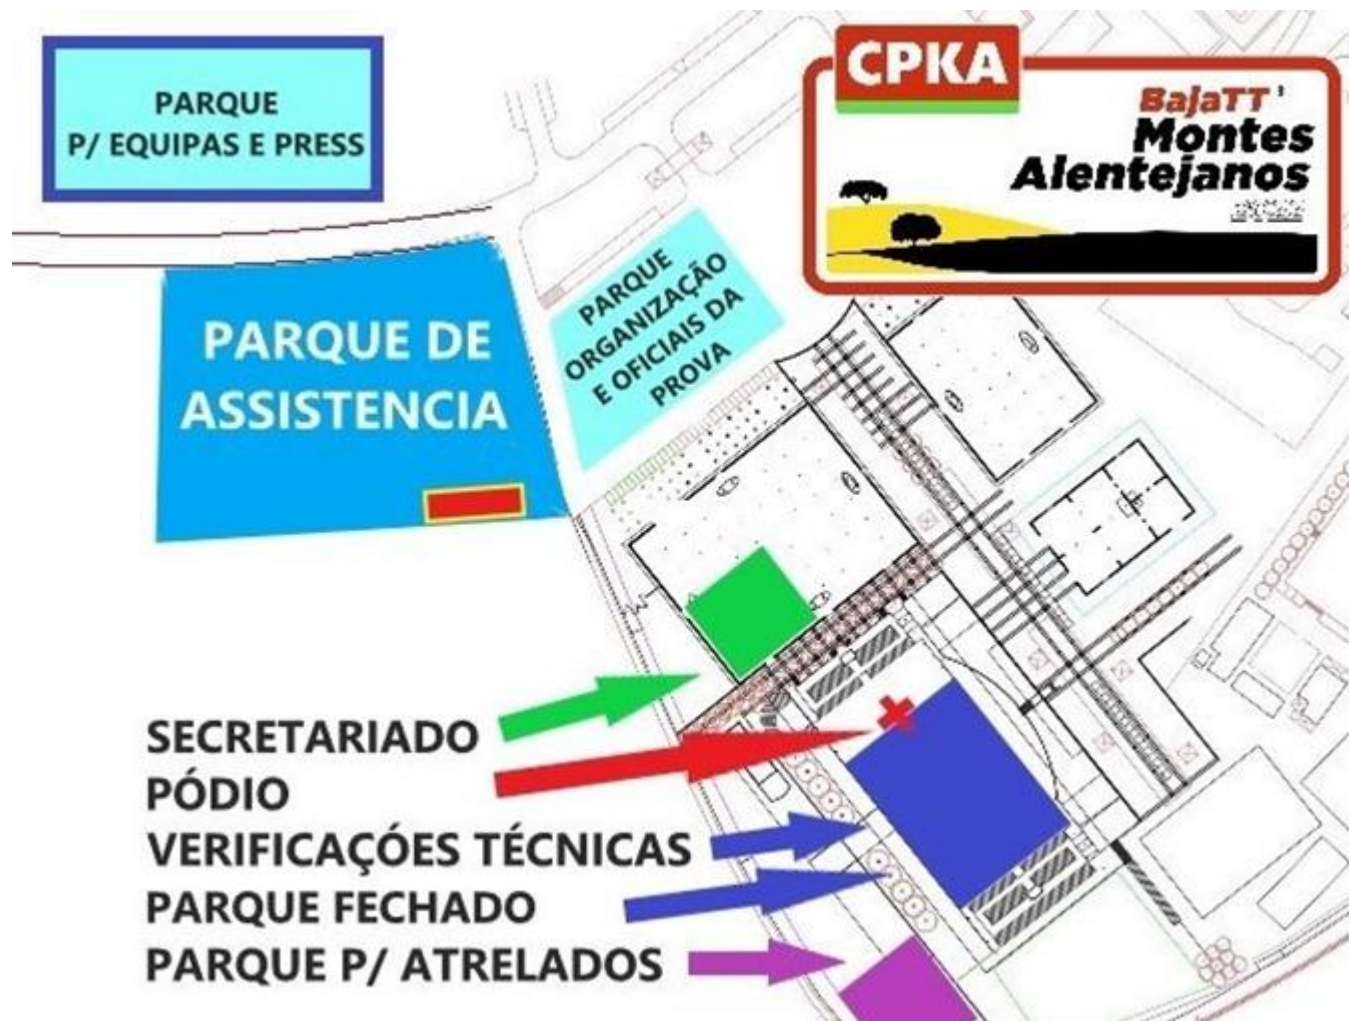 PARQUE
P/ EQUIPAS E PRESS
CPKA
BajaTT
Montes
Alentejanos
PARQUE
ORGANIZAÇÃO
E OFICIAIS DA
PROVA
PARQUE DE
ASSISTENCIA
SECRETARIADO
PÓDIO
VERIFICAÇÓES TÉCNICAS
PARQUE FECHADO
PARQUE P/ ATRELADOS